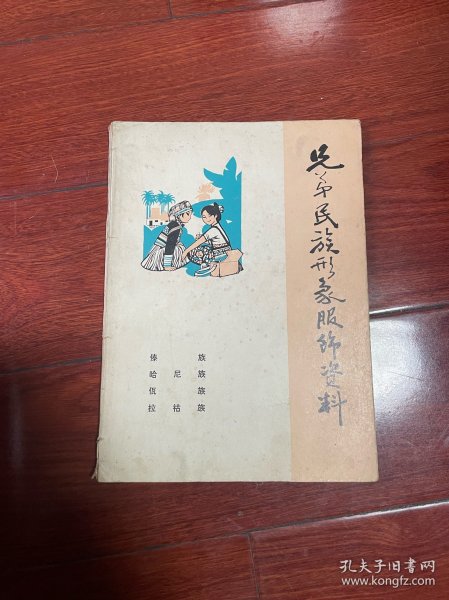 兄弟民族形象服饰资料
傣 族
哈 尼 族
佤 族
拉 祜 族
孔夫子旧书网
www.kongfz.com